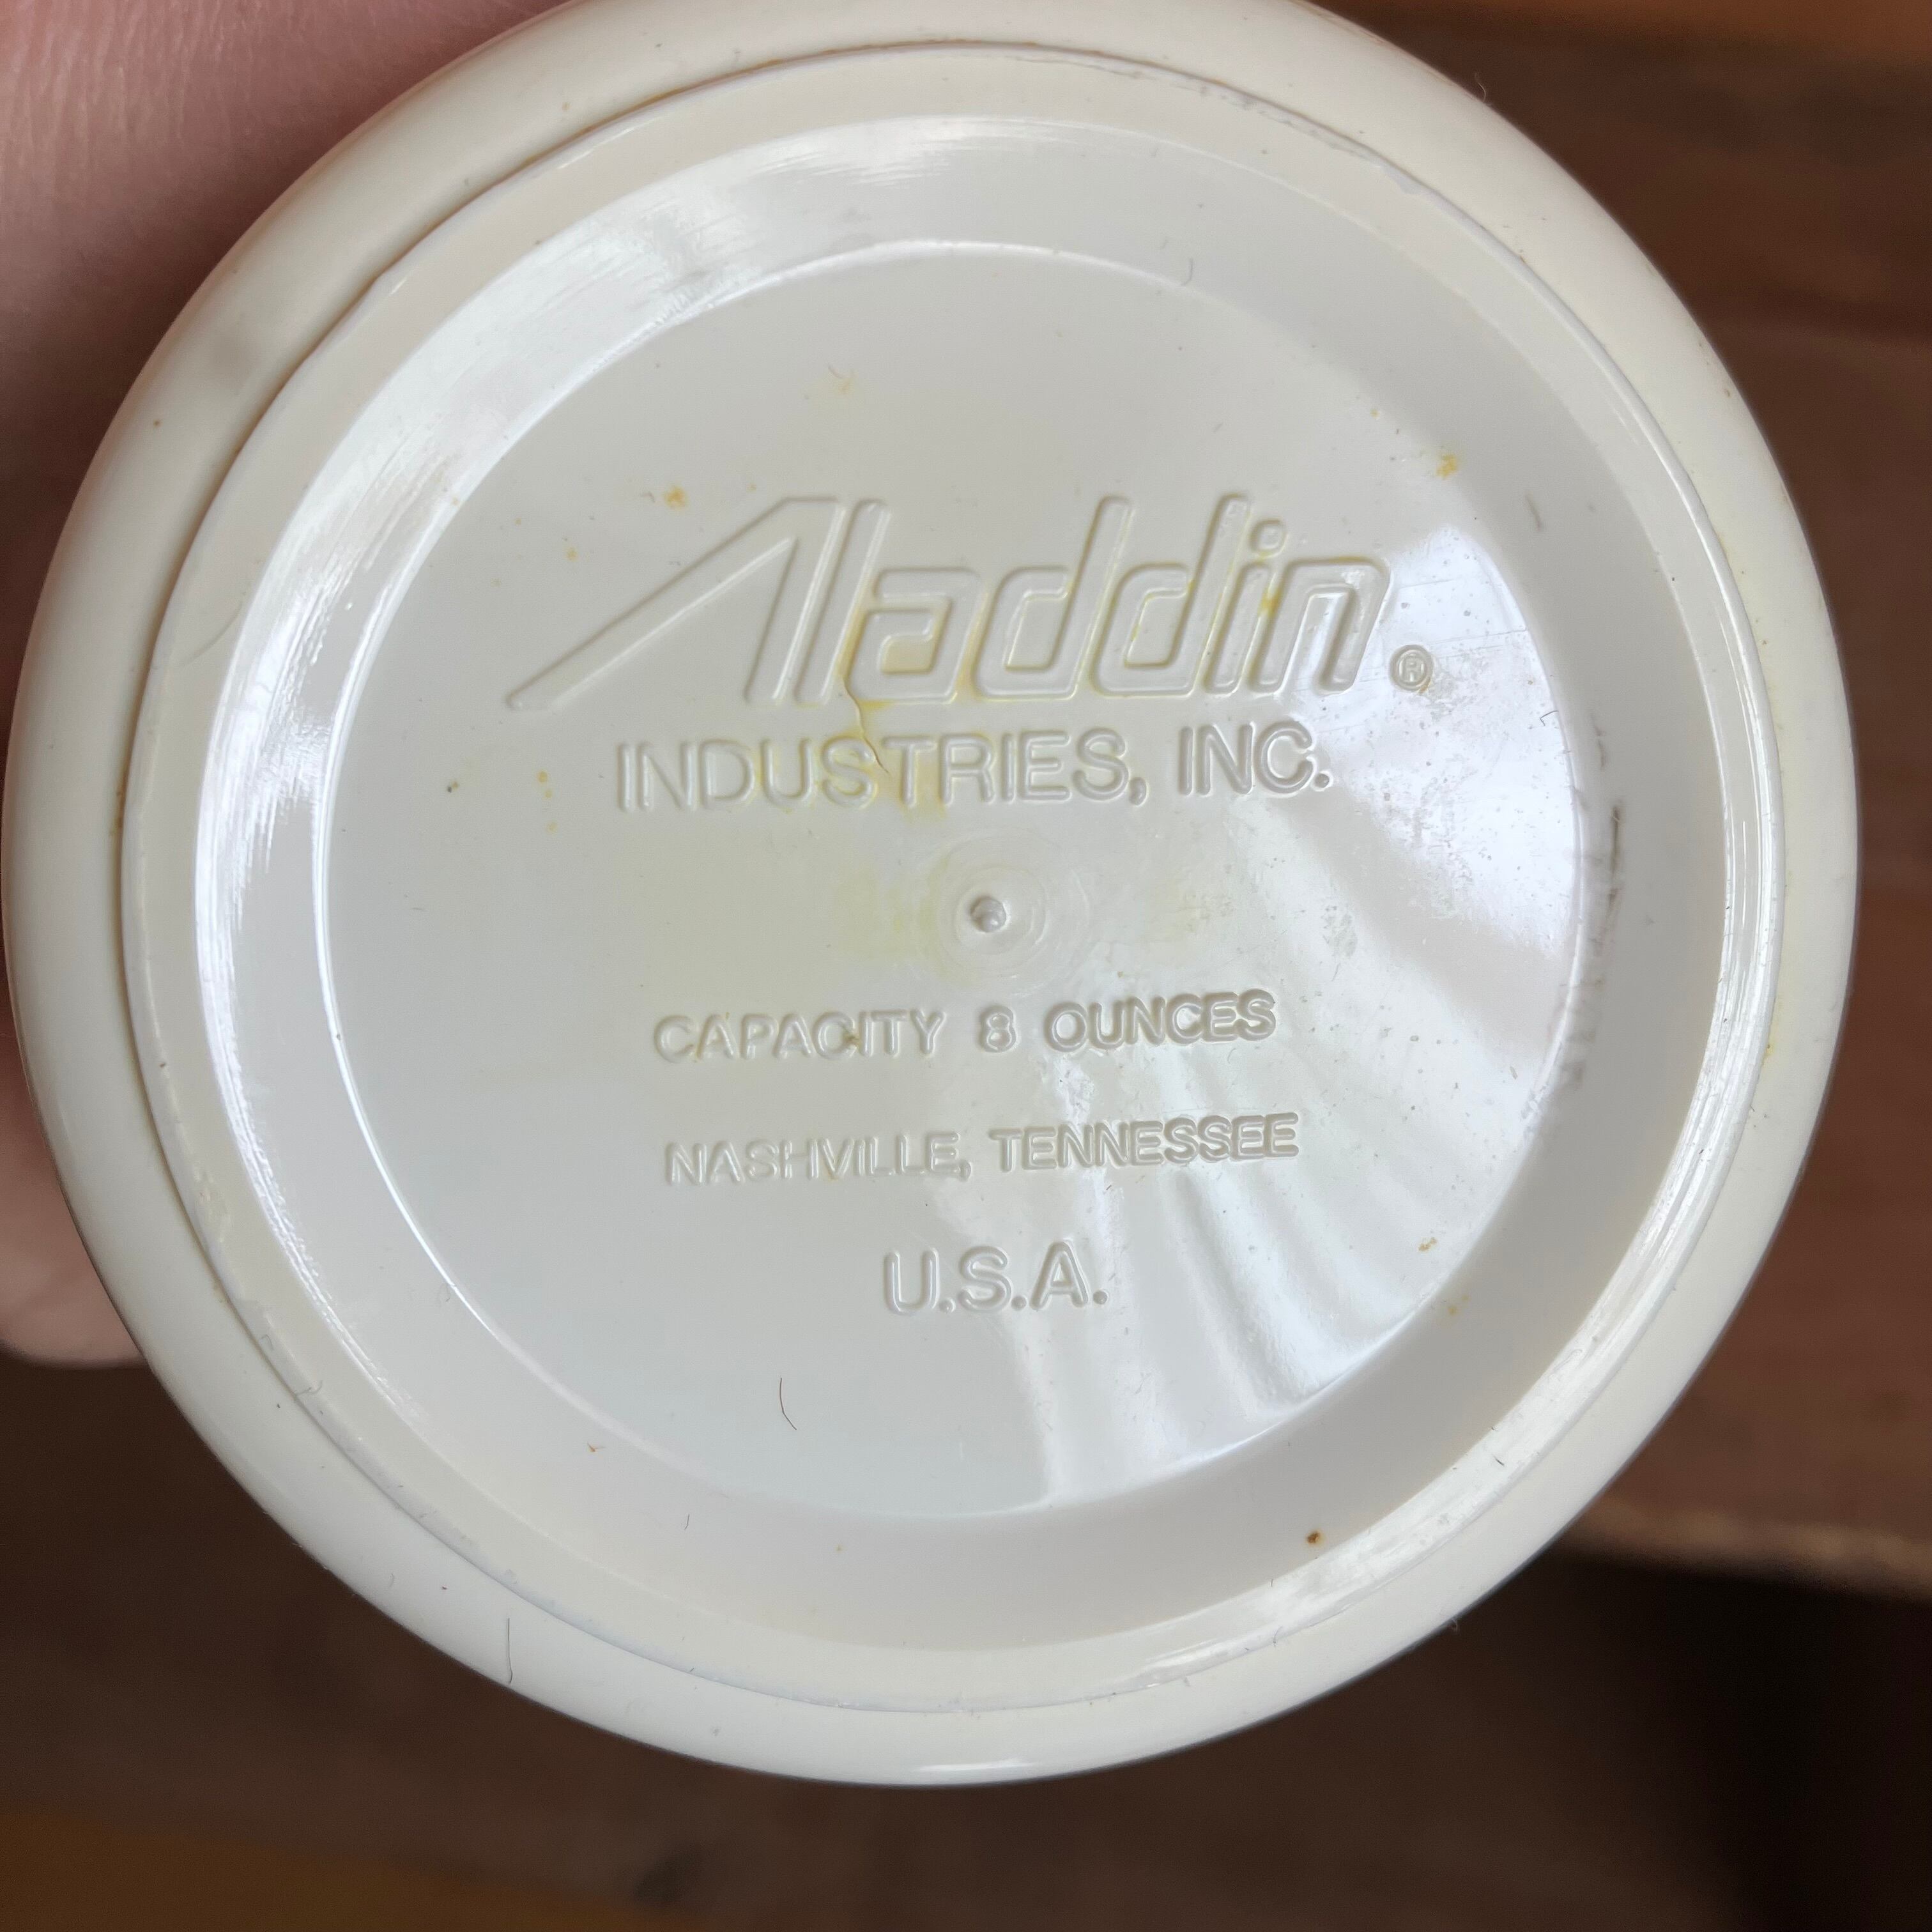 Aladdin®
INDUSTRIES, INC.
CAPACITY 8 OUNCES
NASHVILLE, TENNESSEE
U.S.A.